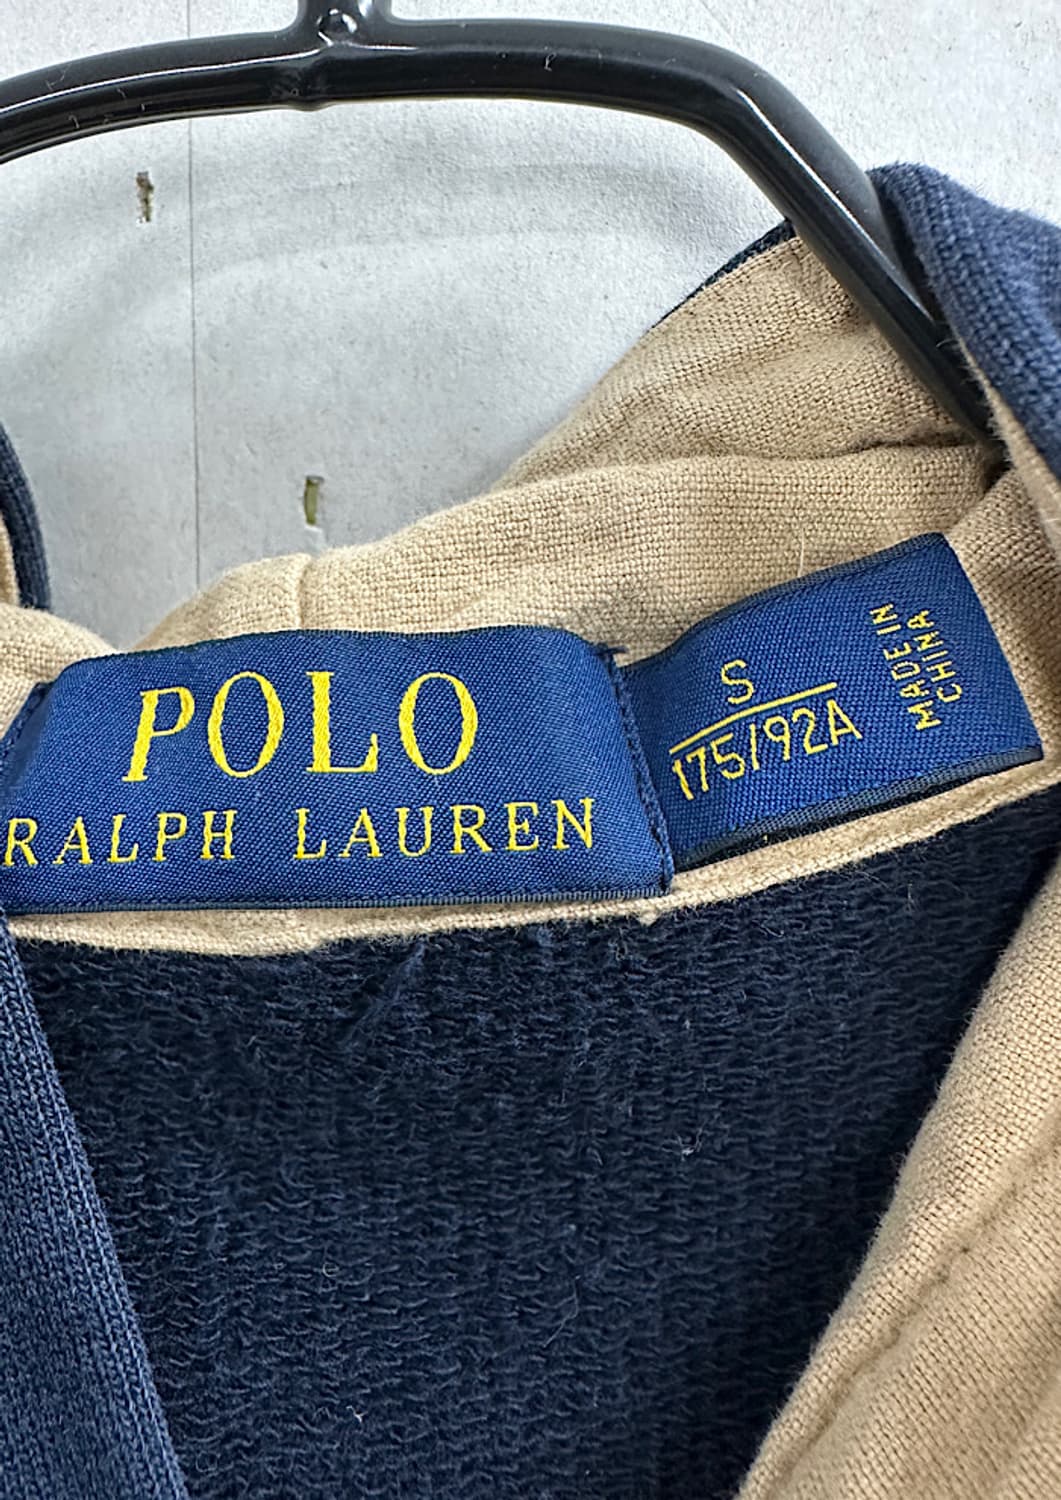 POLO
RALPH LAUREN
S
175/92A
MADE IN
CHINA